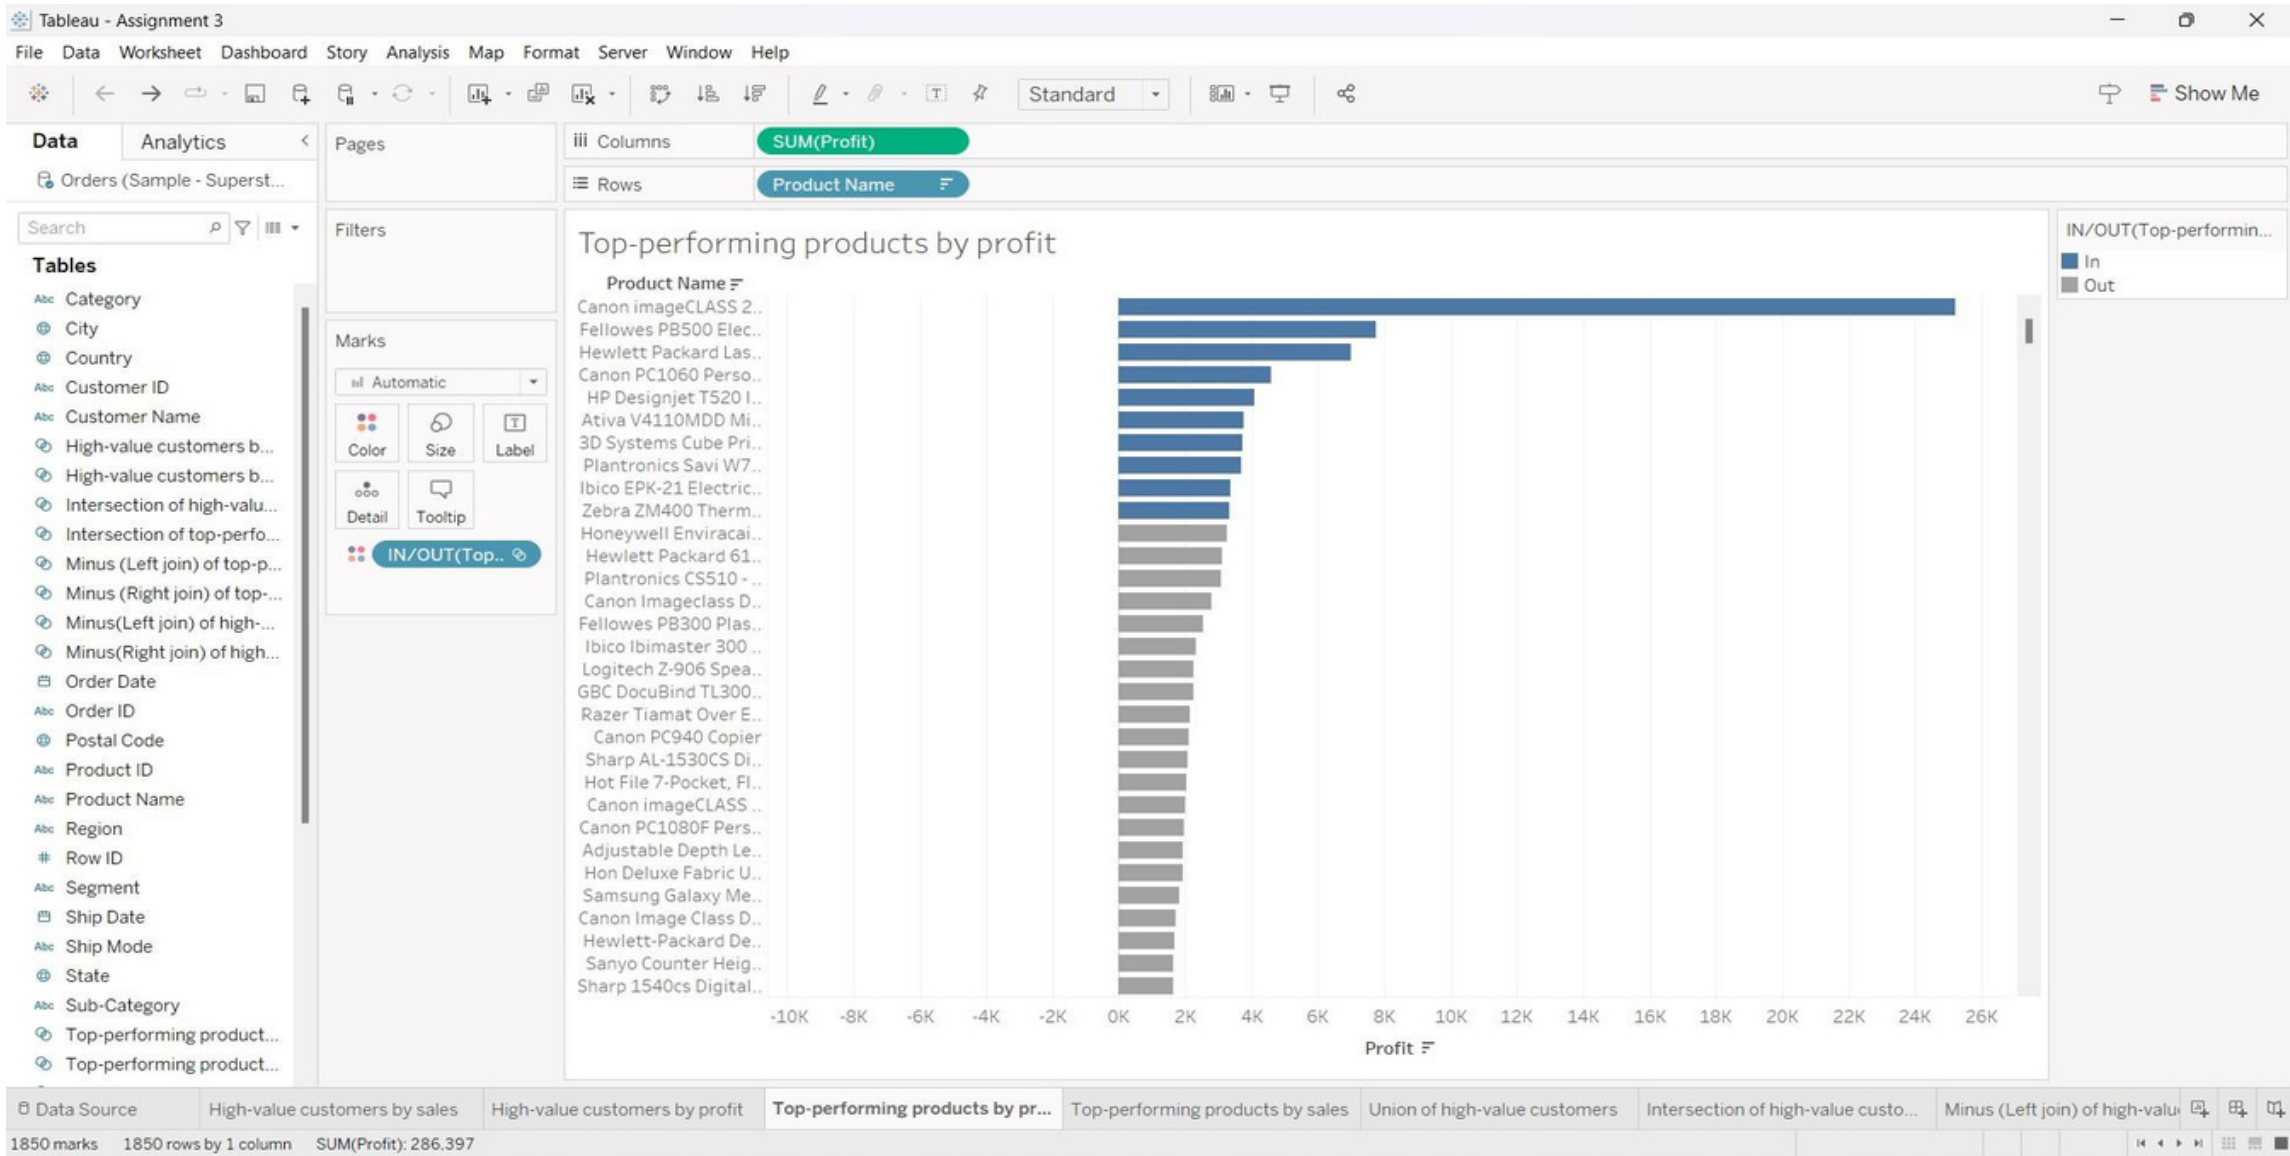 Tableau - Assignment 3
File Data Worksheet Dashboard Story Analysis Map Format Server Window Help
Standard
Show Me
Data Analytics
Orders (Sample - Superst...
Search
Tables
Abc Category
City
Country
Abc Customer ID
Abc Customer Name
High-value customers b...
High-value customers b...
Intersection of high-valu...
Intersection of top-perfo...
Minus (Left join) of top-p...
Minus (Right join) of top-...
Minus(Left join) of high-...
Minus(Right join) of high...
Order Date
Abc Order ID
Postal Code
Abc Product ID
Abc Product Name
Abc Region
# Row ID
Abc Segment
Ship Date
Abc Ship Mode
State
Abc Sub-Category
Top-performing product...
Top-performing product...
Pages
Filters
Marks
Automatic
Color Size Label
Detail Tooltip
IN/OUT(Top..
iii Columns SUM(Profit)
Rows Product Name
Top-performing products by profit
Product Name
Canon imageCLASS 2..
Fellowes PB500 Elec..
Hewlett Packard Las..
Canon PC1060 Perso..
HP Designjet T520 I..
Ativa V4110MDD Mi..
3D Systems Cube Pri..
Plantronics Savi W7..
Ibico EPK-21 Electric..
Zebra ZM400 Therm..
Honeywell Enviracai..
Hewlett Packard 61..
Plantronics CS510 - ..
Canon Imageclass D..
Fellowes PB300 Plas..
Ibico Ibimaster 300 ..
Logitech Z-906 Spea..
GBC DocuBind TL300..
Razer Tiamat Over E..
Canon PC940 Copier
Sharp AL-1530CS Di..
Hot File 7-Pocket, Fl..
Canon imageCLASS ..
Canon PC1080F Pers..
Adjustable Depth Le..
Hon Deluxe Fabric U..
Samsung Galaxy Me..
Canon Image Class D..
Hewlett-Packard De..
Sanyo Counter Heig..
Sharp 1540cs Digital..
-10K -8K -6K -4K -2K 0K 2K 4K 6K 8K 10K 12K 14K 16K 18K 20K 22K 24K 26K
Profit
IN/OUT(Top-performin...
In
Out
Data Source High-value customers by sales High-value customers by profit Top-performing products by pr... Top-performing products by sales Union of high-value customers Intersection of high-value custo... Minus (Left join) of high-valu
1850 marks 1850 rows by 1 column SUM(Profit): 286,397